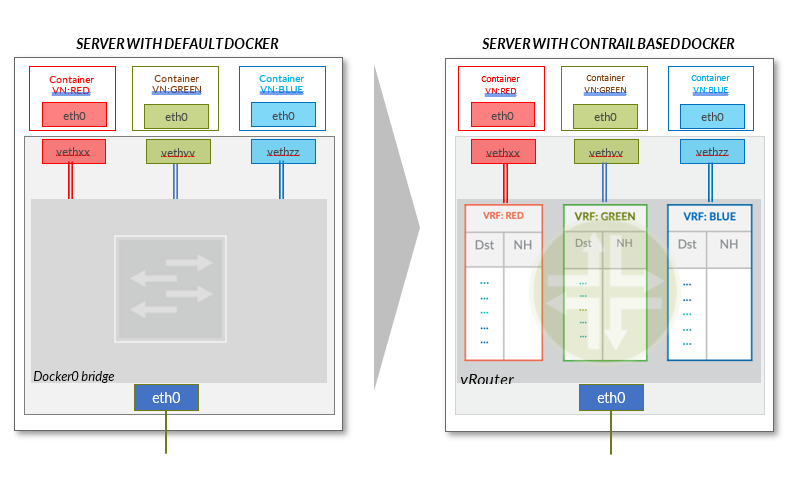 SERVER WITH DEFAULT DOCKER
Container
VN:RED
eth0
Container
VN:GREEN
eth0
Container
VN:BLUE
eth0
vethxx
vethyy
vethzz
Docker0 bridge
eth0
SERVER WITH CONTRAIL BASED DOCKER
Container
VN:RED
eth0
Container
VN:GREEN
eth0
Container
VN:BLUE
eth0
vethxx
vethyy
vethzz
VRF: RED
Dst NH
...
...
...
...
...
VRF: GREEN
Dst NH
...
...
...
...
...
VRF: BLUE
Dst NH
...
...
...
...
...
vRouter
eth0